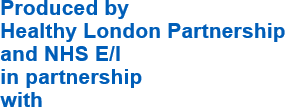 Produced by
Healthy London Partnership
and NHS E/I
in partnership
with